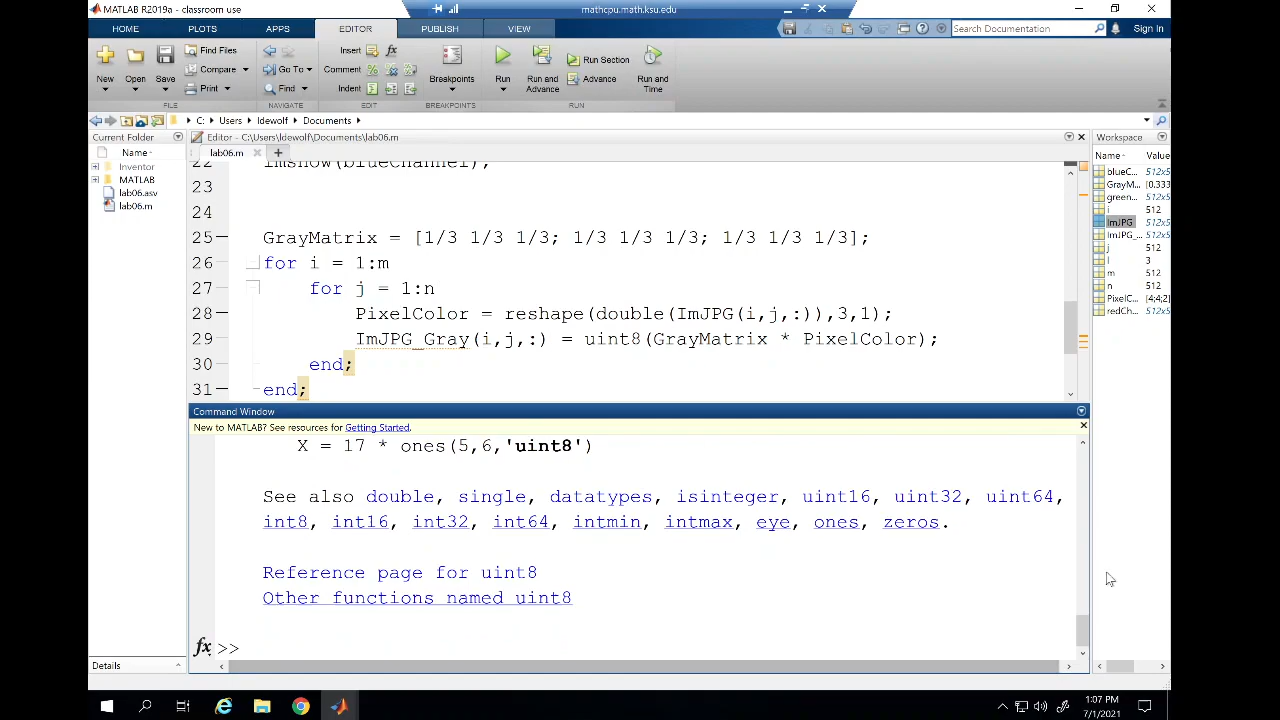 MATLAB R2019a - classroom use
mathcpu.math.ksu.edu
HOME PLOTS APPS EDITOR PUBLISH VIEW
Search Documentation
Sign In
New Open Save
Find Files
Compare
Print
FILE
Go To
Find
NAVIGATE
Insert
Comment
Indent
EDIT
Breakpoints
BREAKPOINTS
Run
Run and Advance
Run Section
Advance
Run and Time
RUN
C: Users ldewolf Documents
Current Folder
Name
Inventor
MATLAB
lab06.asv
lab06.m
Details
Editor - C:\Users\ldewolf\Documents\lab06.m
lab06.m
22 imshow(blueChannel);
23
24
25 GrayMatrix = [1/3 1/3 1/3; 1/3 1/3 1/3; 1/3 1/3 1/3];
26 for i = 1:m
27 for j = 1:n
28 PixelColor = reshape(double(ImJPG(i,j,:)),3,1);
29 ImJPG_Gray(i,j,:) = uint8(GrayMatrix * PixelColor);
30 end;
31 end;
Command Window
New to MATLAB? See resources for Getting Started.
X = 17 * ones(5,6,'uint8')
See also double, single, datatypes, isinteger, uint16, uint32, uint64,
int8, int16, int32, int64, intmin, intmax, eye, ones, zeros.
Reference page for uint8
Other functions named uint8
fx >>
Workspace
Name Value
blueC... 512x5
GrayM... [0.333
green... 512x5
i 512
ImJPG 512x5
ImJPG_... 512x5
j 512
l 3
m 512
n 512
PixelC... [4;4;2]
redCh... 512x5
1:07 PM
7/1/2021